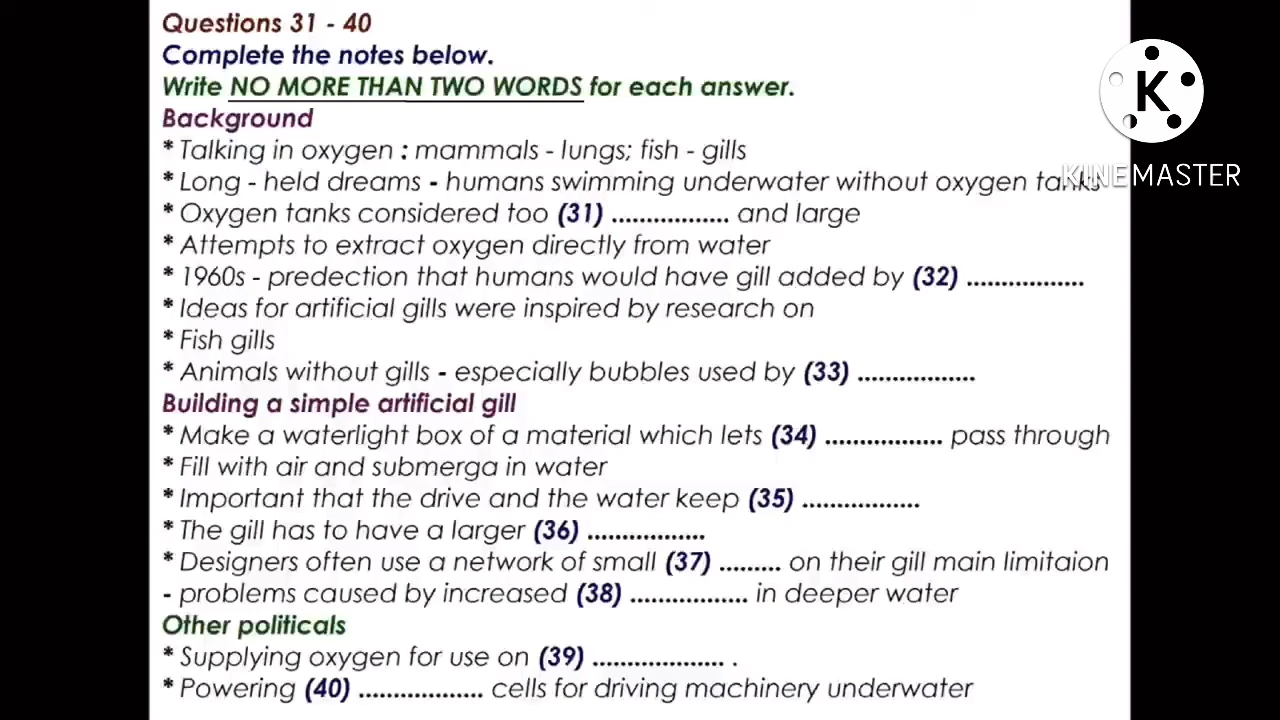 Questions 31 - 40
Complete the notes below.
Write NO MORE THAN TWO WORDS for each answer.
Background
* Talking in oxygen : mammals - lungs; fish - gills
* Long - held dreams - humans swimming underwater without oxygen tanks
* Oxygen tanks considered too (31) ................. and large
* Attempts to extract oxygen directly from water
* 1960s - predection that humans would have gill added by (32) .................
* Ideas for artificial gills were inspired by research on
* Fish gills
* Animals without gills - especially bubbles used by (33) .................
Building a simple artificial gill
* Make a waterlight box of a material which lets (34) ................. pass through
* Fill with air and submerga in water
* Important that the drive and the water keep (35) .................
* The gill has to have a larger (36) .................
* Designers often use a network of small (37) ......... on their gill main limitaion
- problems caused by increased (38) ................. in deeper water
Other politicals
* Supplying oxygen for use on (39) ................... .
* Powering (40) .................. cells for driving machinery underwater
K
KINEMASTER